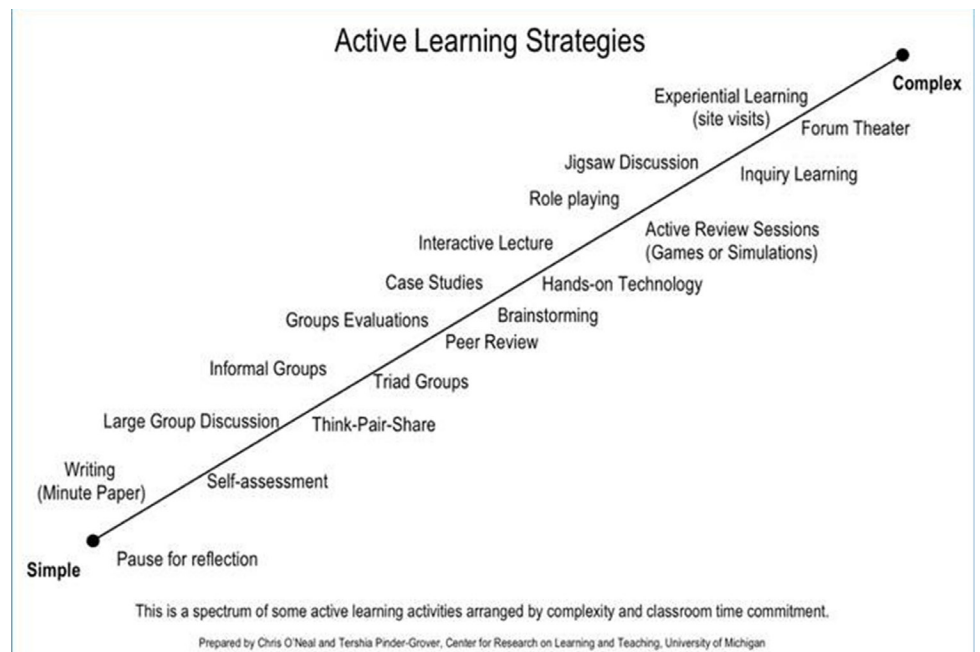 Active Learning Strategies
Complex
Experiential Learning
(site visits)
Forum Theater
Jigsaw Discussion
Inquiry Learning
Role playing
Active Review Sessions
(Games or Simulations)
Interactive Lecture
Case Studies
Hands-on Technology
Groups Evaluations
Brainstorming
Peer Review
Informal Groups
Triad Groups
Large Group Discussion
Think-Pair-Share
Writing
(Minute Paper)
Self-assessment
Pause for reflection
Simple
This is a spectrum of some active learning activities arranged by complexity and classroom time commitment.
Prepared by Chris O'Neal and Tershia Pinder-Grover, Center for Research on Learning and Teaching, University of Michigan